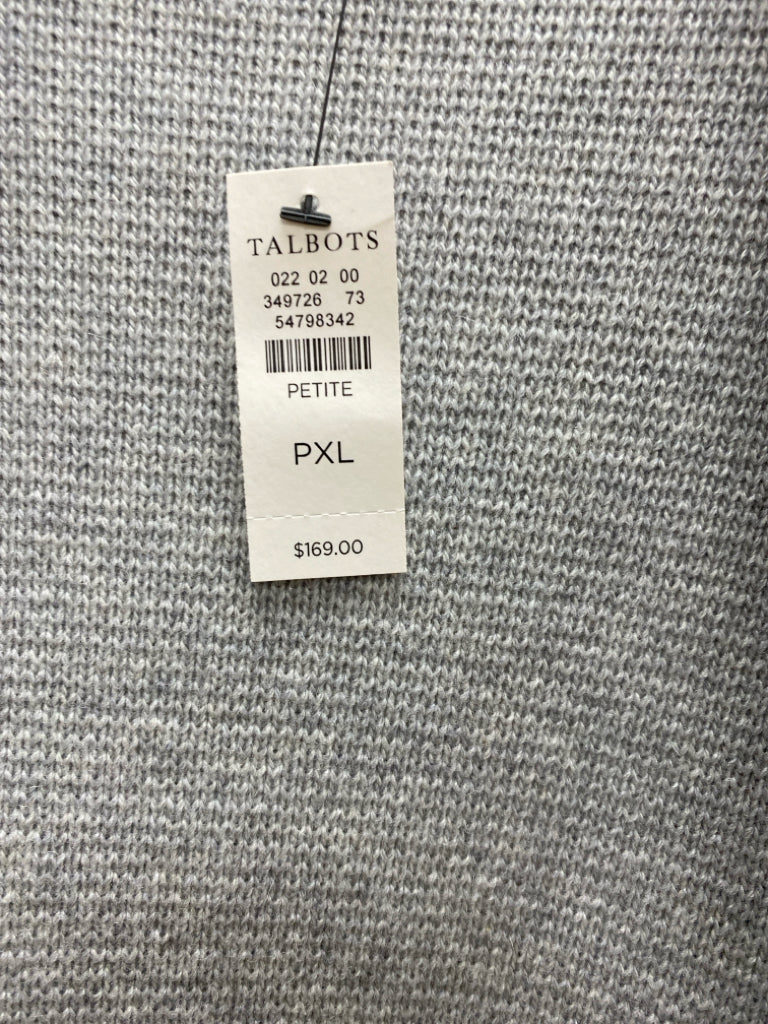 TALBOTS
022 02 00
349726 73
54798342
PETITE
PXL
$169.00